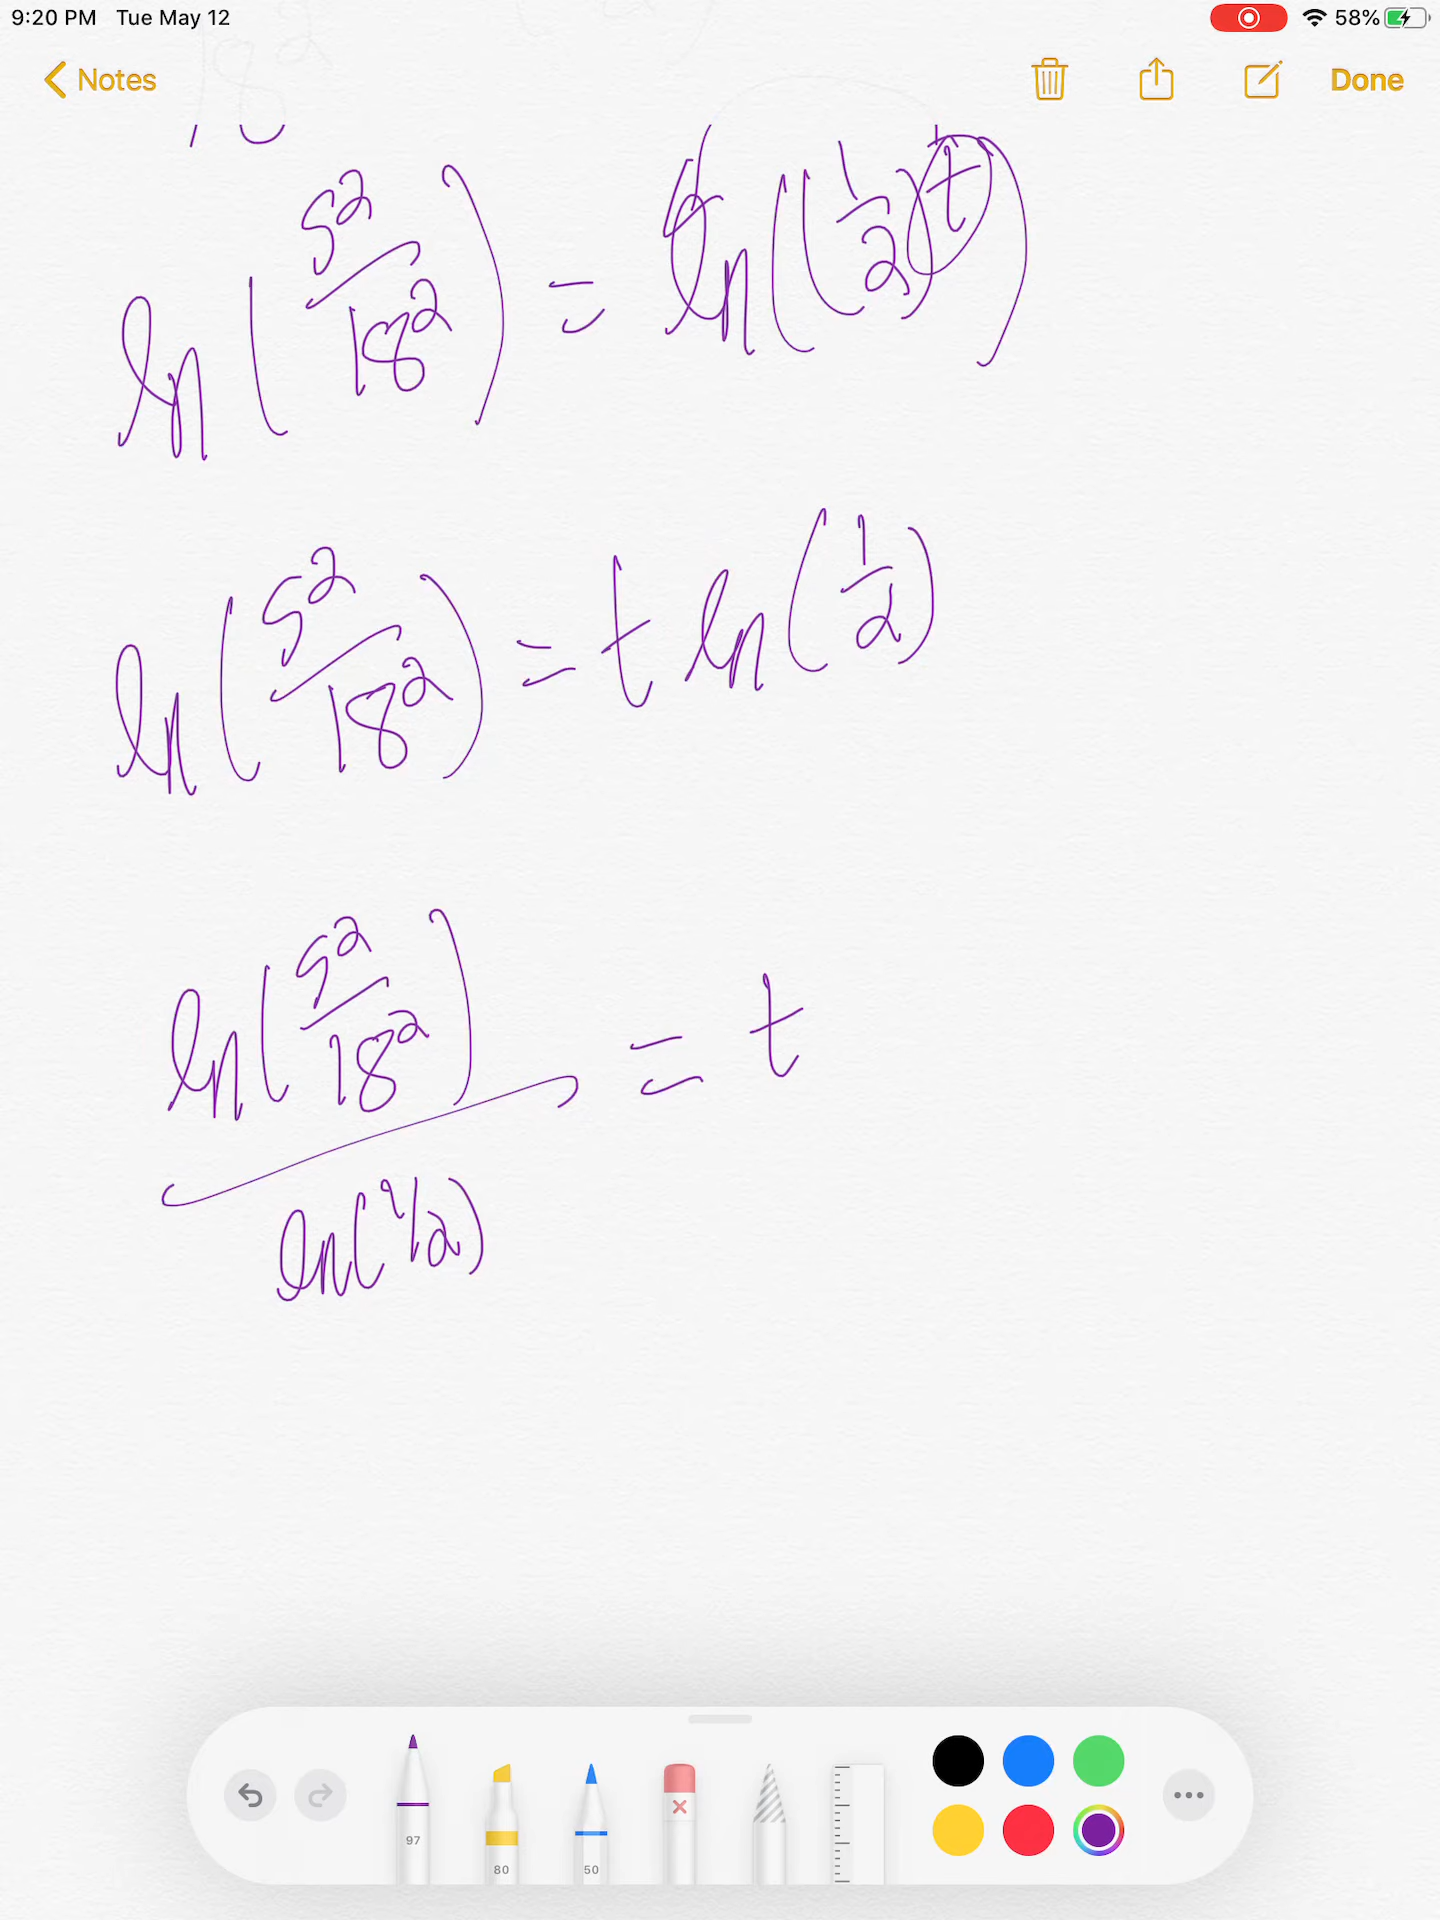 9:20 PM Tue May 12 58%
Notes Done
ln(5²/18²) = ln((1/2)^t)
ln(5²/18²) = t ln(1/2)
ln(5²/18²)
= t
ln(1/2)
97 80 50